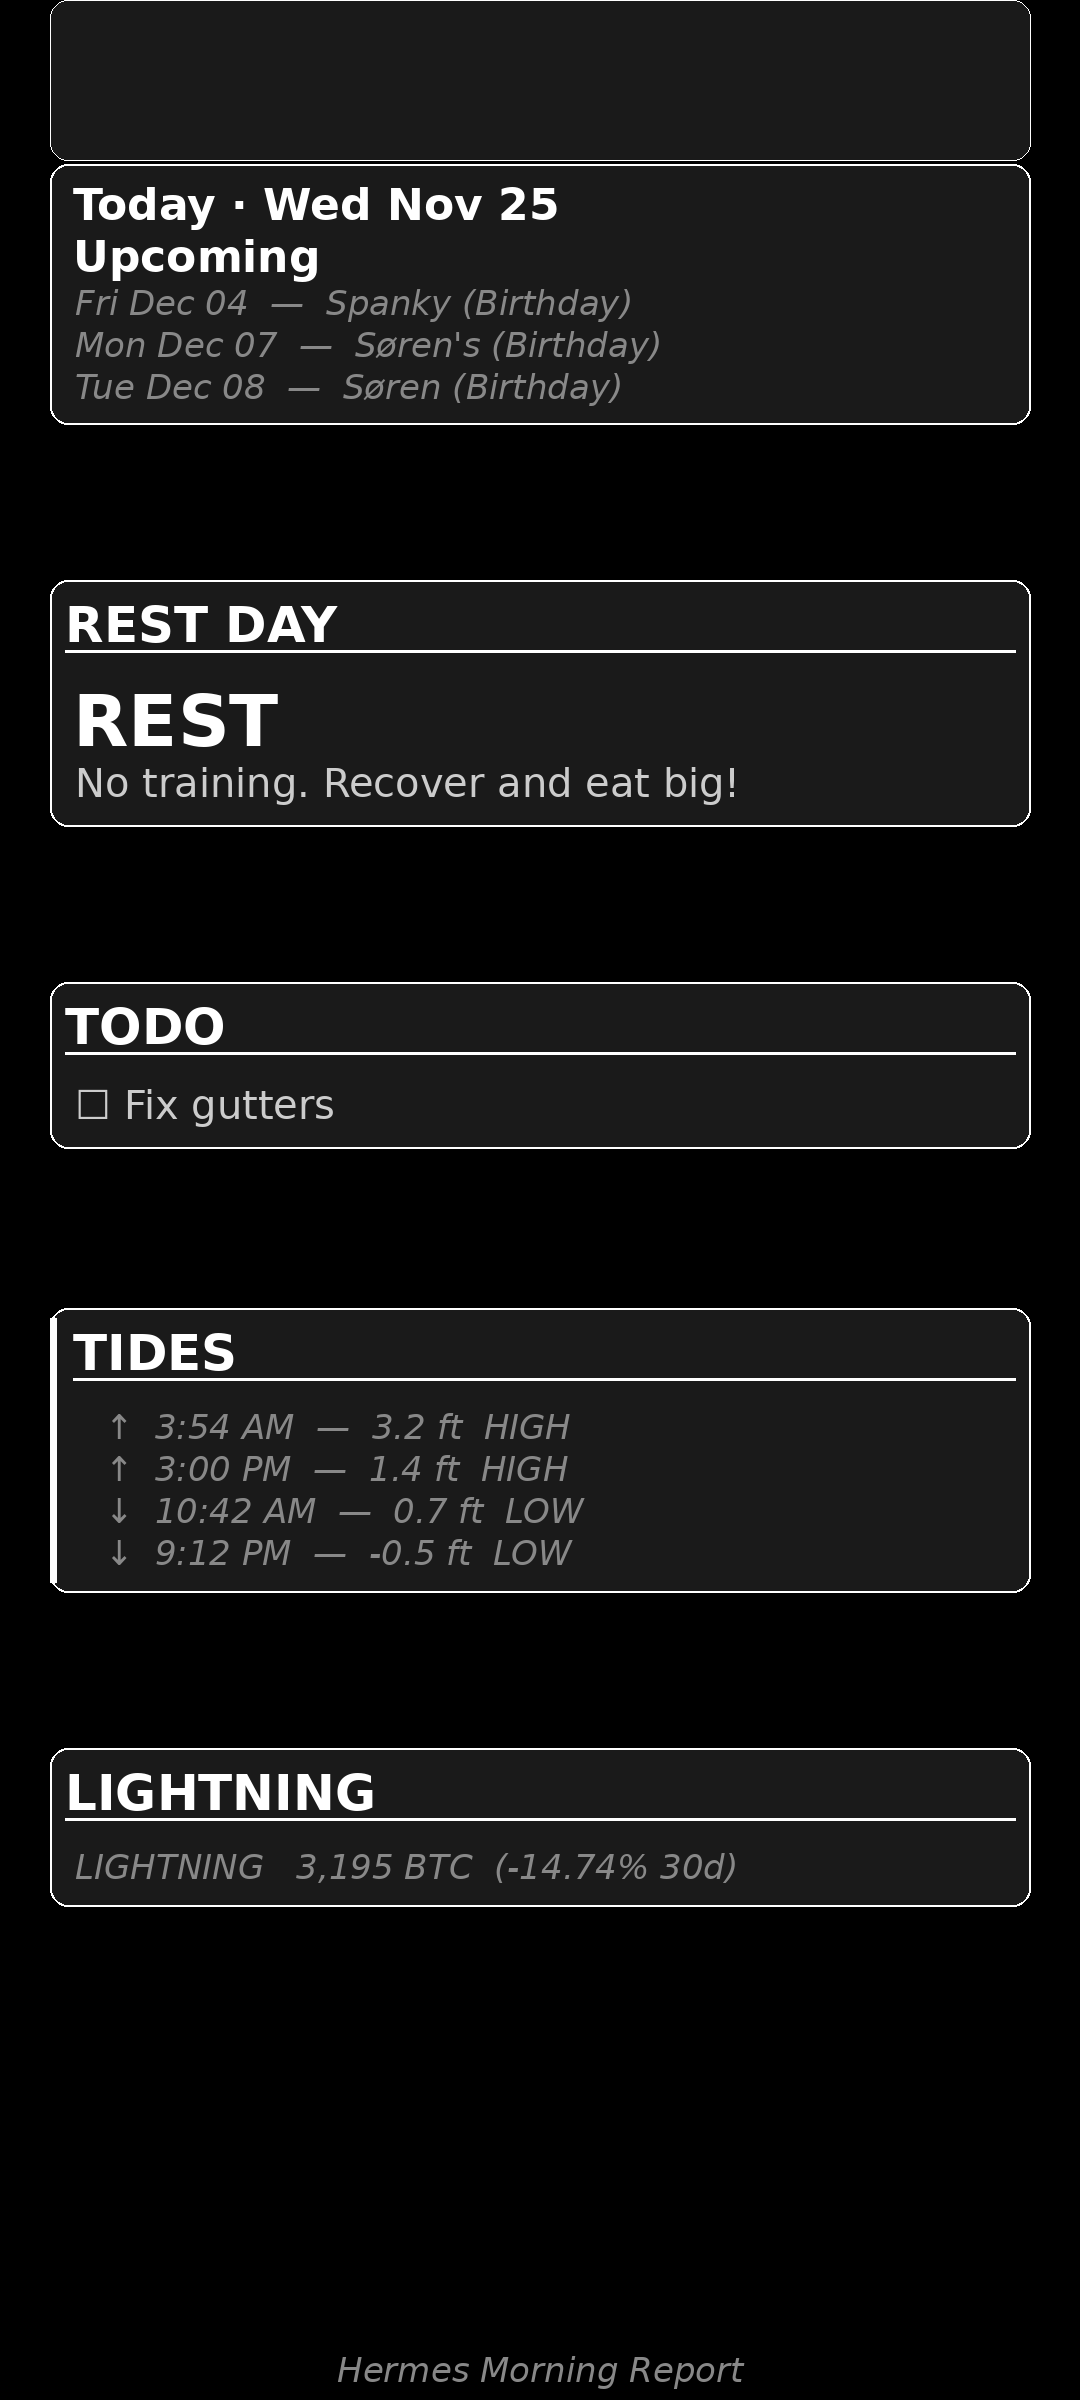 Today · Wed Nov 25
Upcoming
Fri Dec 04 — Spanky (Birthday)
Mon Dec 07 — Søren's (Birthday)
Tue Dec 08 — Søren (Birthday)
REST DAY
REST
No training. Recover and eat big!
TODO
☐ Fix gutters
TIDES
↑ 3:54 AM — 3.2 ft HIGH
↑ 3:00 PM — 1.4 ft HIGH
↓ 10:42 AM — 0.7 ft LOW
↓ 9:12 PM — -0.5 ft LOW
LIGHTNING
LIGHTNING 3,195 BTC (-14.74% 30d)
Hermes Morning Report